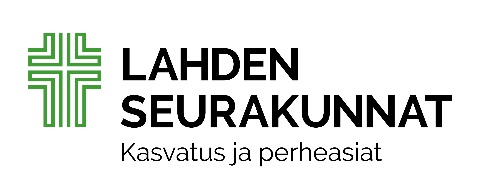 LAHDEN
SEURAKUNNAT
Kasvatus ja perheasiat